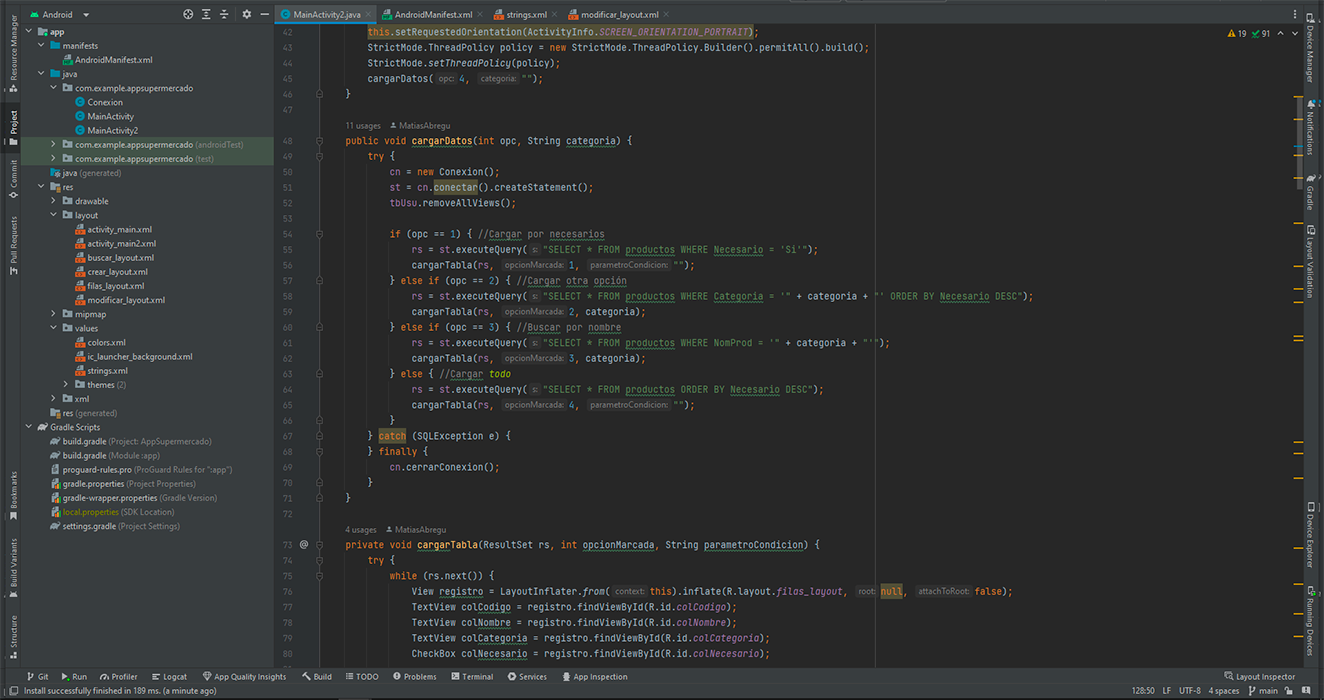 Android
MainActivity2.java
AndroidManifest.xml
strings.xml
modificar_layout.xml
Resource Manager
Project
Commit
Pull Requests
Bookmarks
Build Variants
Structure
app
manifests
AndroidManifest.xml
java
com.example.appsupermercado
Conexion
MainActivity
MainActivity2
com.example.appsupermercado (androidTest)
com.example.appsupermercado (test)
java (generated)
res
drawable
layout
activity_main.xml
activity_main2.xml
buscar_layout.xml
crear_layout.xml
filas_layout.xml
modificar_layout.xml
mipmap
values
colors.xml
ic_launcher_background.xml
strings.xml
themes (2)
xml
res (generated)
Gradle Scripts
build.gradle (Project: AppSupermercado)
build.gradle (Module :app)
proguard-rules.pro (ProGuard Rules for ":app")
gradle.properties (Project Properties)
gradle-wrapper.properties (Gradle Version)
local.properties (SDK Location)
settings.gradle (Project Settings)
19 91
42 this.setRequestedOrientation(ActivityInfo.SCREEN_ORIENTATION_PORTRAIT);
43 StrictMode.ThreadPolicy policy = new StrictMode.ThreadPolicy.Builder().permitAll().build();
44 StrictMode.setThreadPolicy(policy);
45 cargarDatos( opc: 4, categoria: "");
46 }
47
11 usages MatiasAbregu
48 public void cargarDatos(int opc, String categoria) {
49 try {
50 cn = new Conexion();
51 st = cn.conectar().createStatement();
52 tbUsu.removeAllViews();
53
54 if (opc == 1) { //Cargar por necesarios
55 rs = st.executeQuery( s: "SELECT * FROM productos WHERE Necesario = 'Si'");
56 cargarTabla(rs, opcionMarcada: 1, parametroCondicion: "");
57 } else if (opc == 2) { //Cargar otra opción
58 rs = st.executeQuery( s: "SELECT * FROM productos WHERE Categoria = '" + categoria + "' ORDER BY Necesario DESC");
59 cargarTabla(rs, opcionMarcada: 2, categoria);
60 } else if (opc == 3) { //Buscar por nombre
61 rs = st.executeQuery( s: "SELECT * FROM productos WHERE NomProd = '" + categoria + "'");
62 cargarTabla(rs, opcionMarcada: 3, categoria);
63 } else { //Cargar todo
64 rs = st.executeQuery( s: "SELECT * FROM productos ORDER BY Necesario DESC");
65 cargarTabla(rs, opcionMarcada: 4, parametroCondicion: "");
66 }
67 } catch (SQLException e) {
68 } finally {
69 cn.cerrarConexion();
70 }
71 }
72
4 usages MatiasAbregu
73 @ private void cargarTabla(ResultSet rs, int opcionMarcada, String parametroCondicion) {
74 try {
75 while (rs.next()) {
76 View registro = LayoutInflater.from( context: this).inflate(R.layout.filas_layout, root: null, attachToRoot: false);
77 TextView colCodigo = registro.findViewById(R.id.colCodigo);
78 TextView colNombre = registro.findViewById(R.id.colNombre);
79 TextView colCategoria = registro.findViewById(R.id.colCategoria);
80 CheckBox colNecesario = registro.findViewById(R.id.colNecesario);
Device Manager
Notifications
Gradle
Layout Validation
Device Explorer
Running Devices
Git Run Profiler Logcat App Quality Insights Build TODO Problems Terminal Services App Inspection Layout Inspector
Install successfully finished in 189 ms. (a minute ago) 128:50 LF UTF-8 4 spaces main